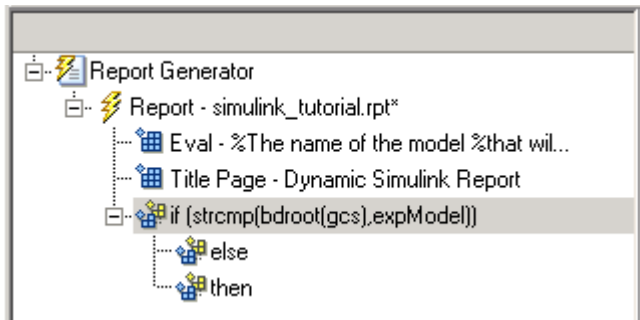 Report Generator
Report - simulink_tutorial.rpt*
Eval - %The name of the model %that wil...
Title Page - Dynamic Simulink Report
if (strcmp(bdroot(gcs),expModel))
else
then